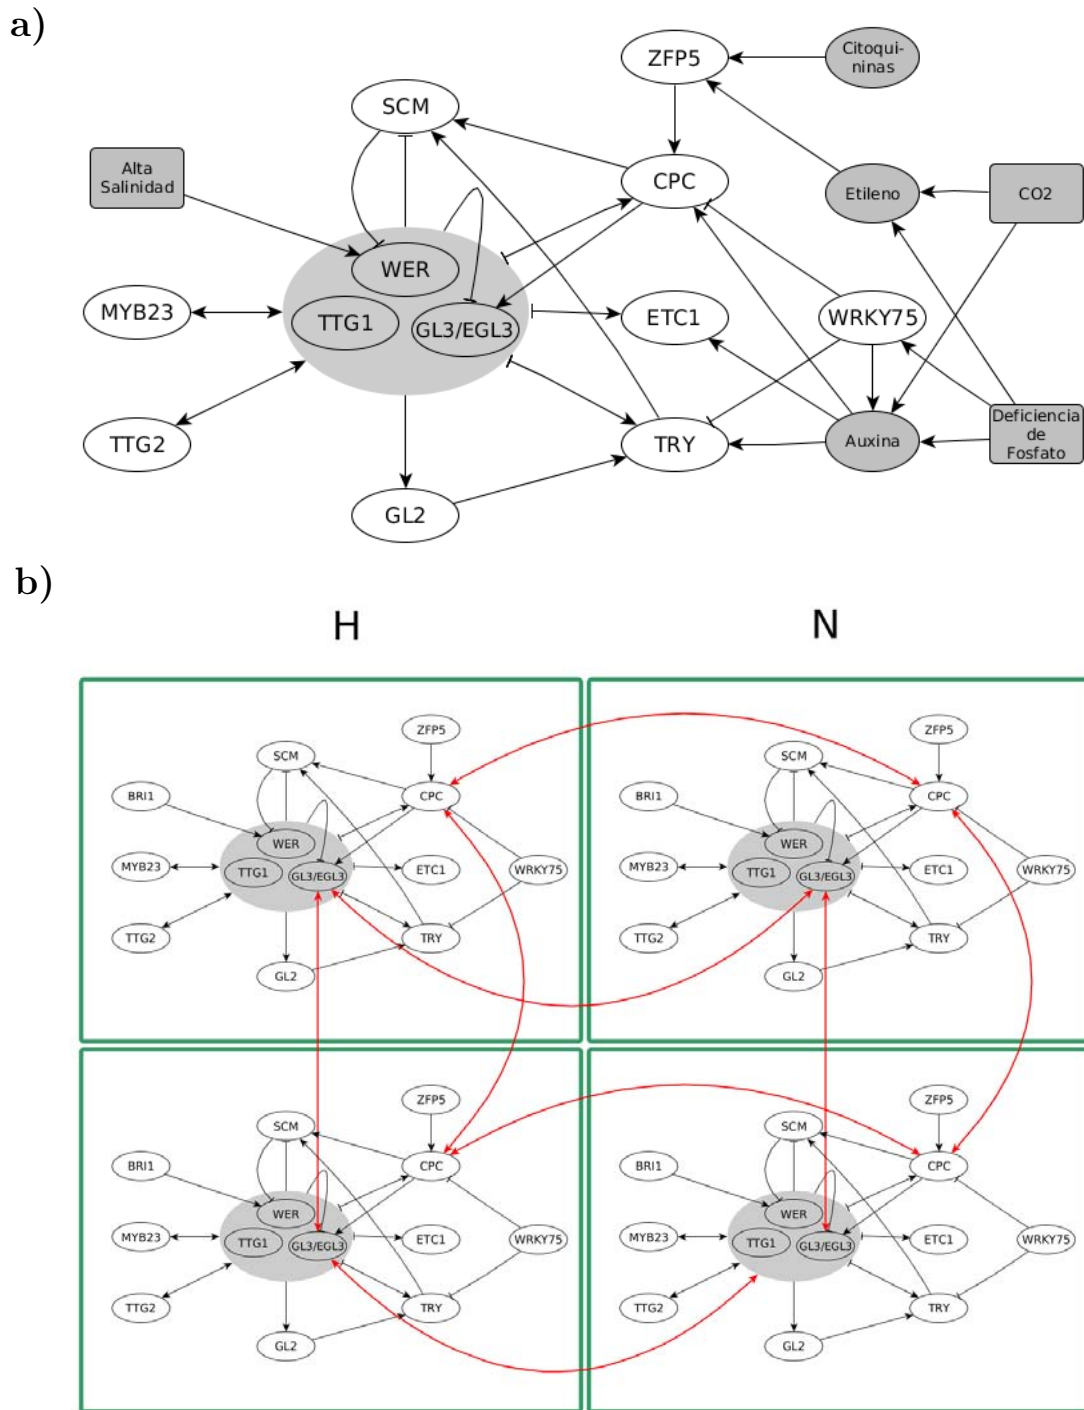 a)
ZFP5
Citoqui-
ninas
SCM
Alta
Salinidad
CPC
Etileno
CO2
WER
MYB23
TTG1
GL3/EGL3
ETC1
WRKY75
TTG2
TRY
Auxina
Deficiencia
de
Fosfato
GL2
b)
H
N
ZFP5
SCM
BRI1
CPC
WER
MYB23
TTG1
GL3/EGL3
ETC1
WRKY75
TTG2
TRY
GL2
ZFP5
SCM
BRI1
CPC
WER
MYB23
TTG1
GL3/EGL3
ETC1
WRKY75
TTG2
TRY
GL2
ZFP5
SCM
BRI1
CPC
WER
MYB23
TTG1
GL3/EGL3
ETC1
WRKY75
TTG2
TRY
GL2
ZFP5
SCM
BRI1
CPC
WER
MYB23
TTG1
GL3/EGL3
ETC1
WRKY75
TTG2
TRY
GL2